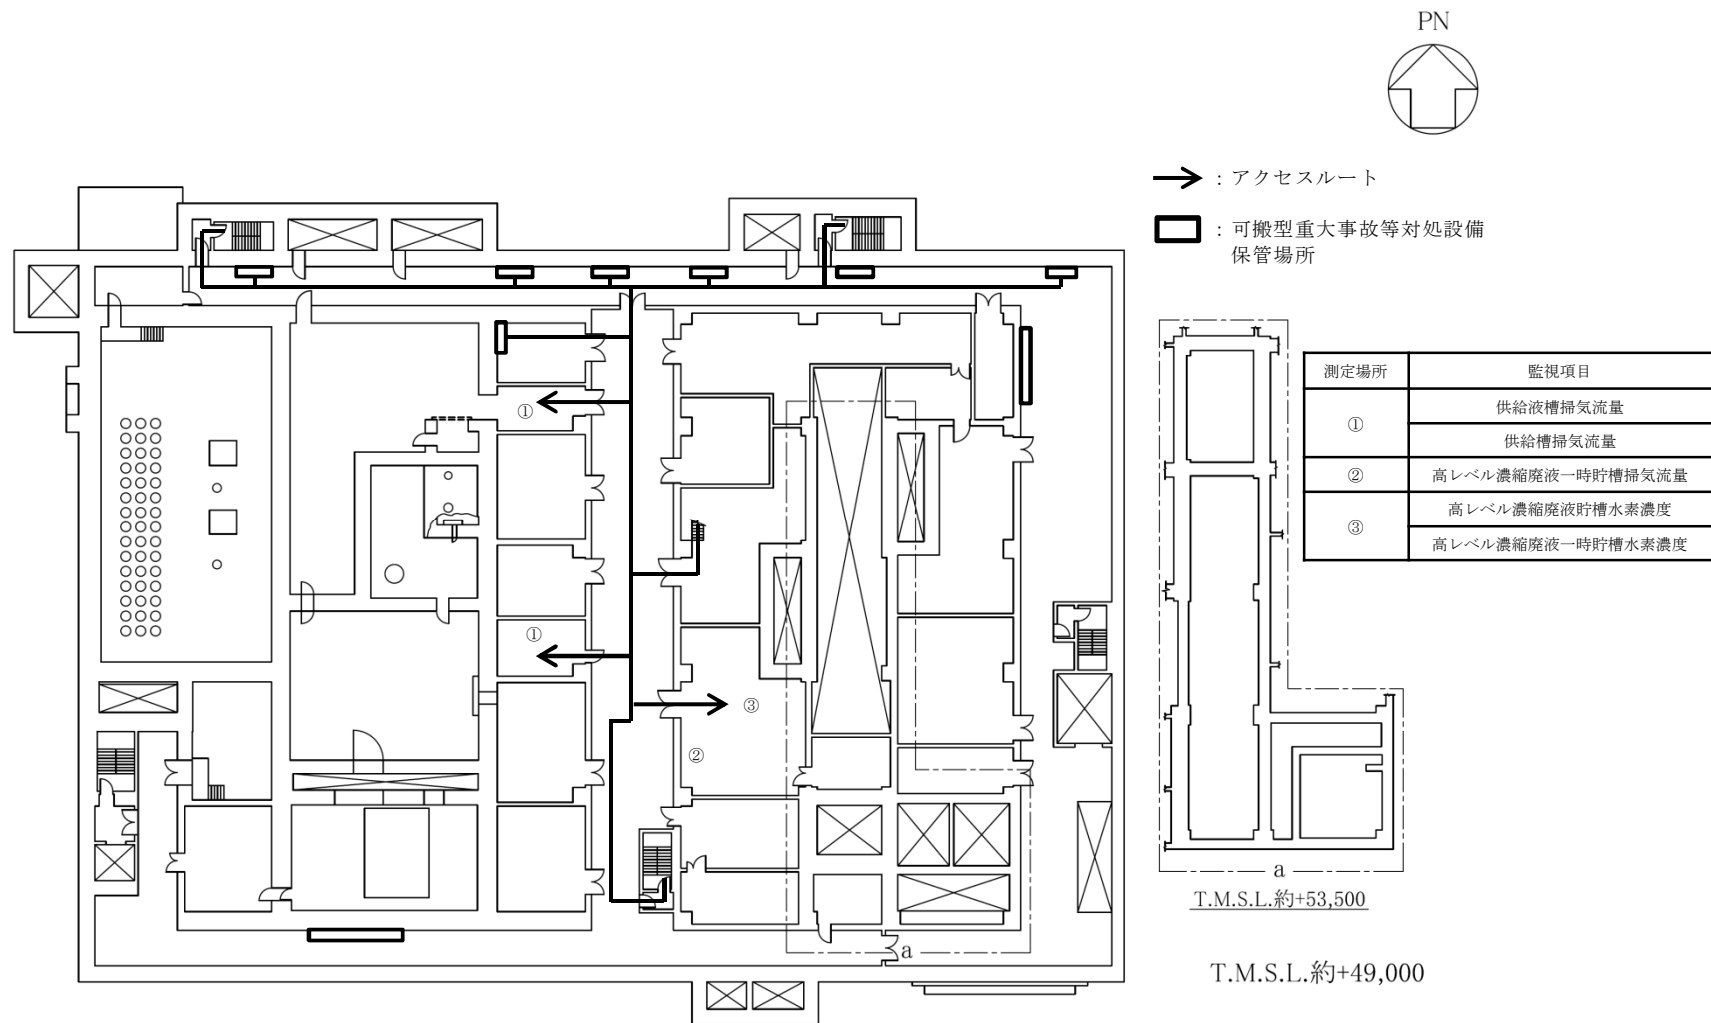 PN
：アクセスルート
：可搬型重大事故等対処設備
保管場所
測定場所 監視項目
① 供給液槽掃気流量
供給槽掃気流量
② 高レベル濃縮廃液一時貯槽掃気流量
③ 高レベル濃縮廃液貯槽水素濃度
高レベル濃縮廃液一時貯槽水素濃度
①
①
③
②
a
a
T.M.S.L.約+53,500
T.M.S.L.約+49,000